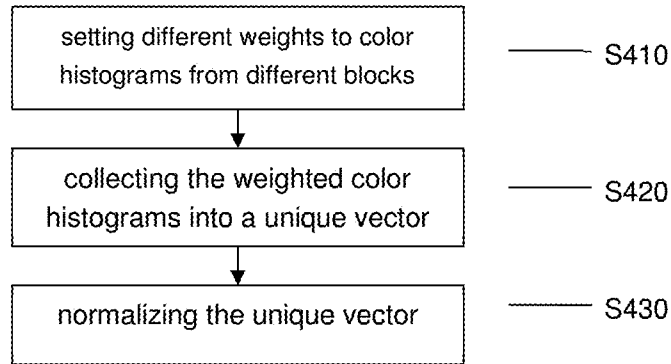 setting different weights to color
histograms from different blocks
S410
collecting the weighted color
histograms into a unique vector
S420
normalizing the unique vector
S430